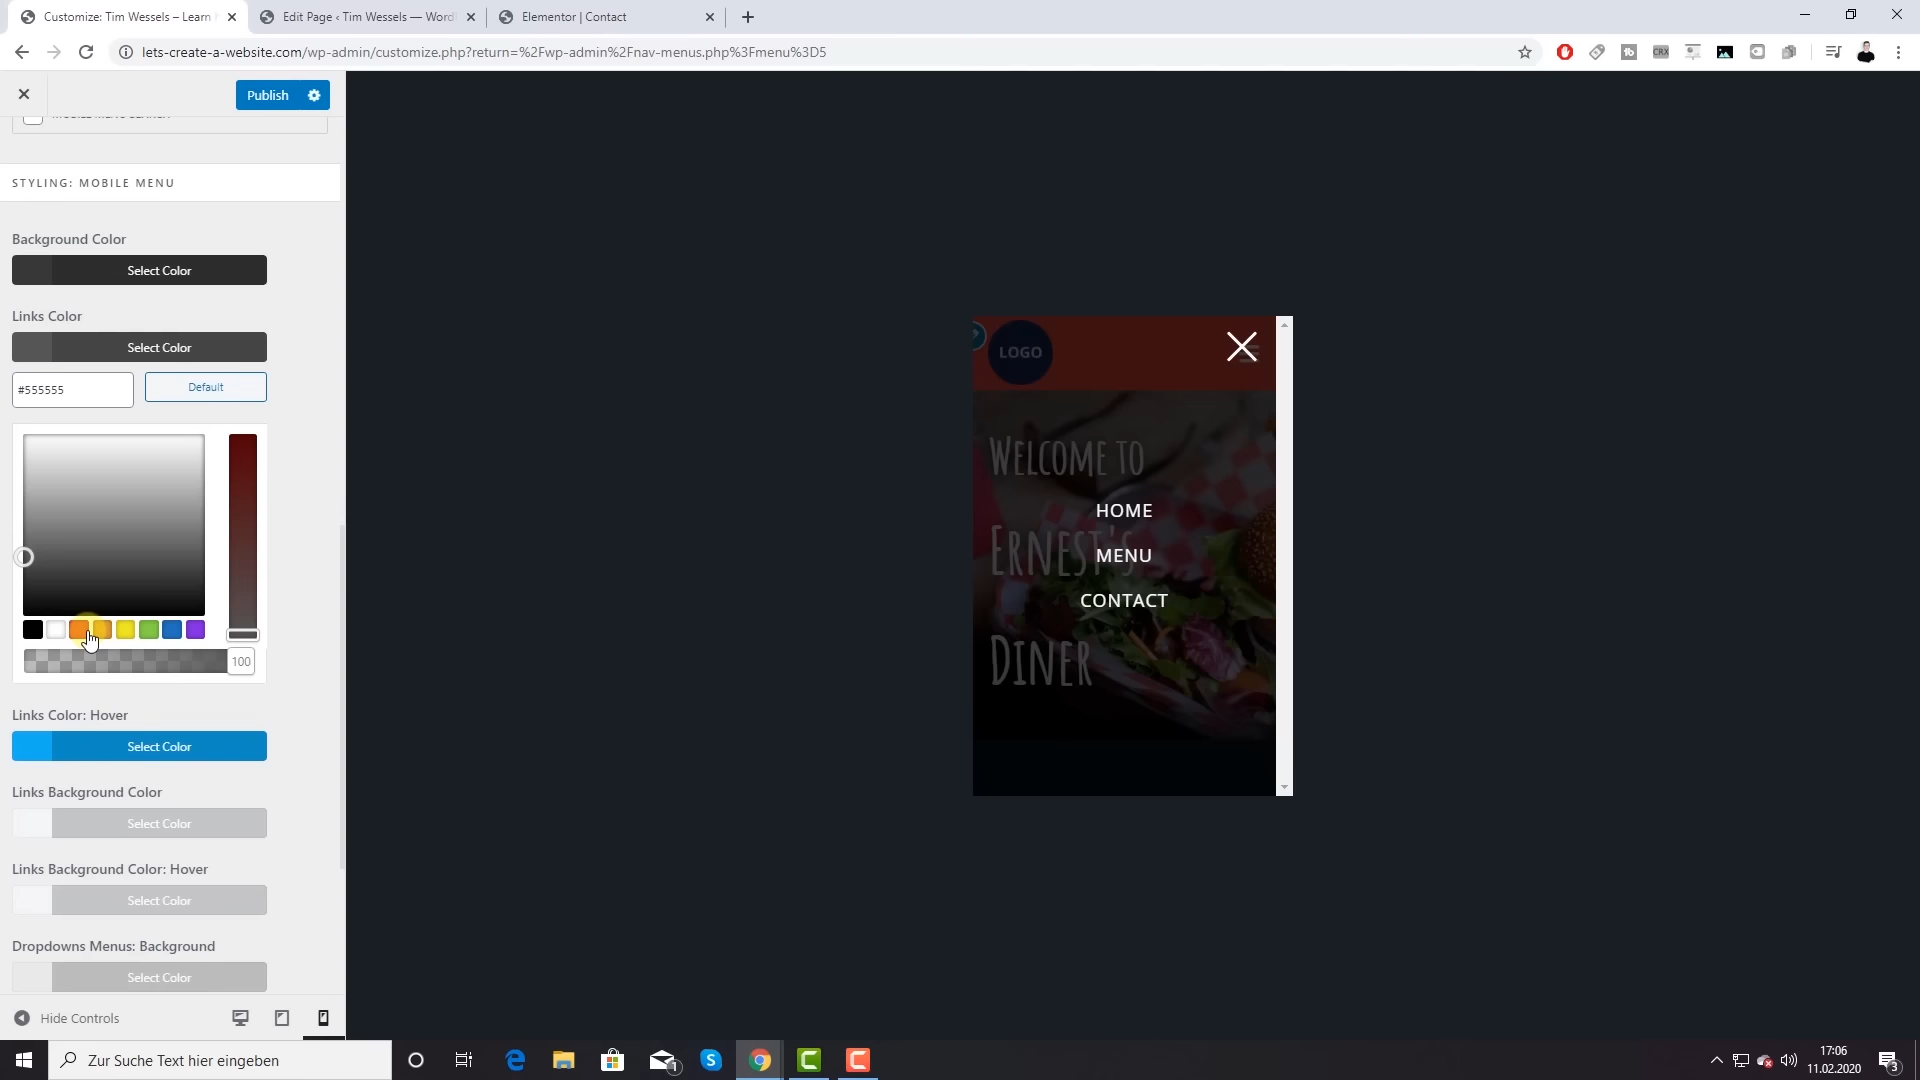 Customize: Tim Wessels – Learn
Edit Page ‹ Tim Wessels — Word
Elementor | Contact
lets-create-a-website.com/wp-admin/customize.php?return=%2Fwp-admin%2Fnav-menus.php%3Fmenu%3D5
CRX
Publish
STYLING: MOBILE MENU
Background Color
Select Color
Links Color
Select Color
#555555
Default
100
Links Color: Hover
Select Color
Links Background Color
Select Color
Links Background Color: Hover
Select Color
Dropdowns Menus: Background
Select Color
Hide Controls
LOGO
WELCOME TO
HOME
ERNEST'S
MENU
CONTACT
DINER
Zur Suche Text hier eingeben
1
17:06
11.02.2020
3